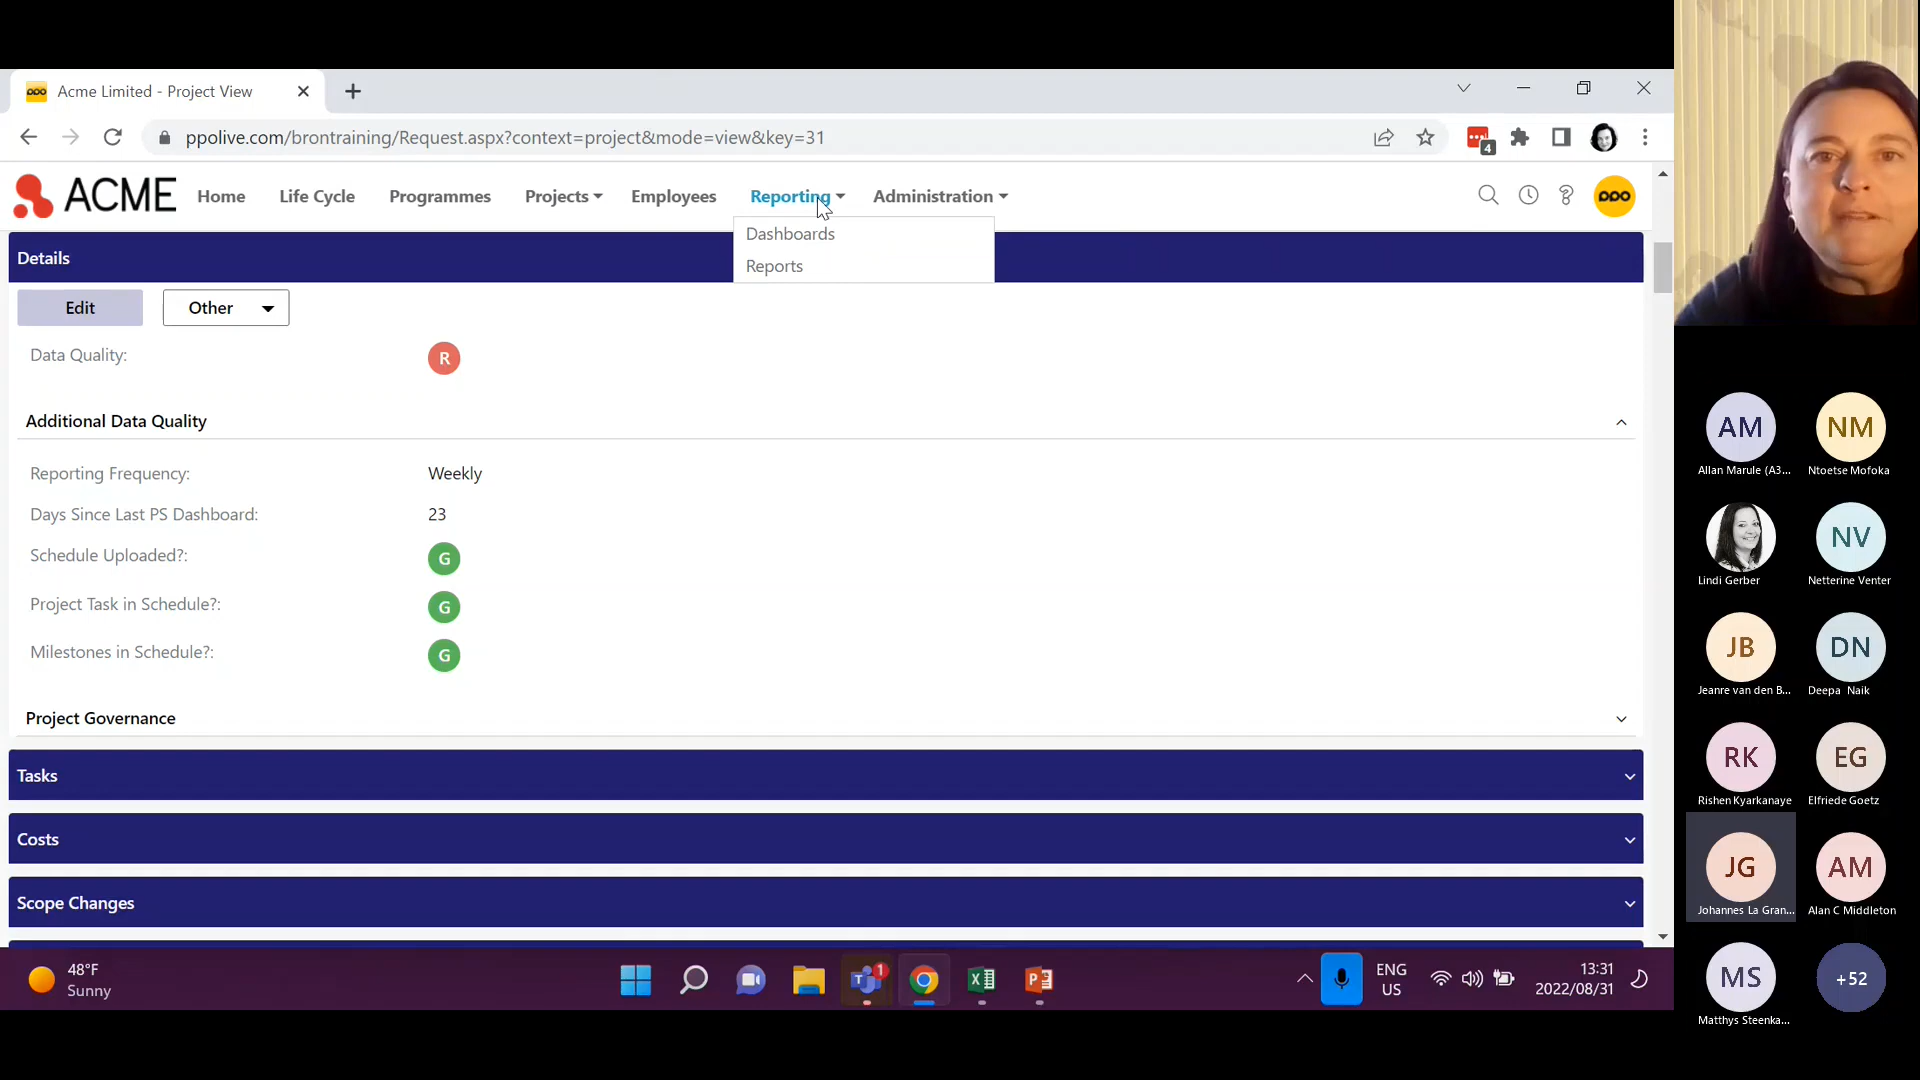 Acme Limited - Project View
ppolive.com/brontraining/Request.aspx?context=project&mode=view&key=31
4
ACME
Home
Life Cycle
Programmes
Projects
Employees
Reporting
Administration
ppo
Dashboards
Reports
Details
Edit
Other
Data Quality:
R
Additional Data Quality
Reporting Frequency:
Weekly
Days Since Last PS Dashboard:
23
Schedule Uploaded?:
G
Project Task in Schedule?:
G
Milestones in Schedule?:
G
Project Governance
Tasks
Costs
Scope Changes
48°F
Sunny
1
ENG
US
13:31
2022/08/31
AM
Allan Marule (A3...
NM
Ntoetse Mofoka
Lindi Gerber
NV
Netterine Venter
JB
Jeanre van den B...
DN
Deepa Naik
RK
Rishen Kyarkanaye
EG
Elfriede Goetz
JG
Johannes La Gran...
AM
Alan C Middleton
MS
Matthys Steenka...
+52